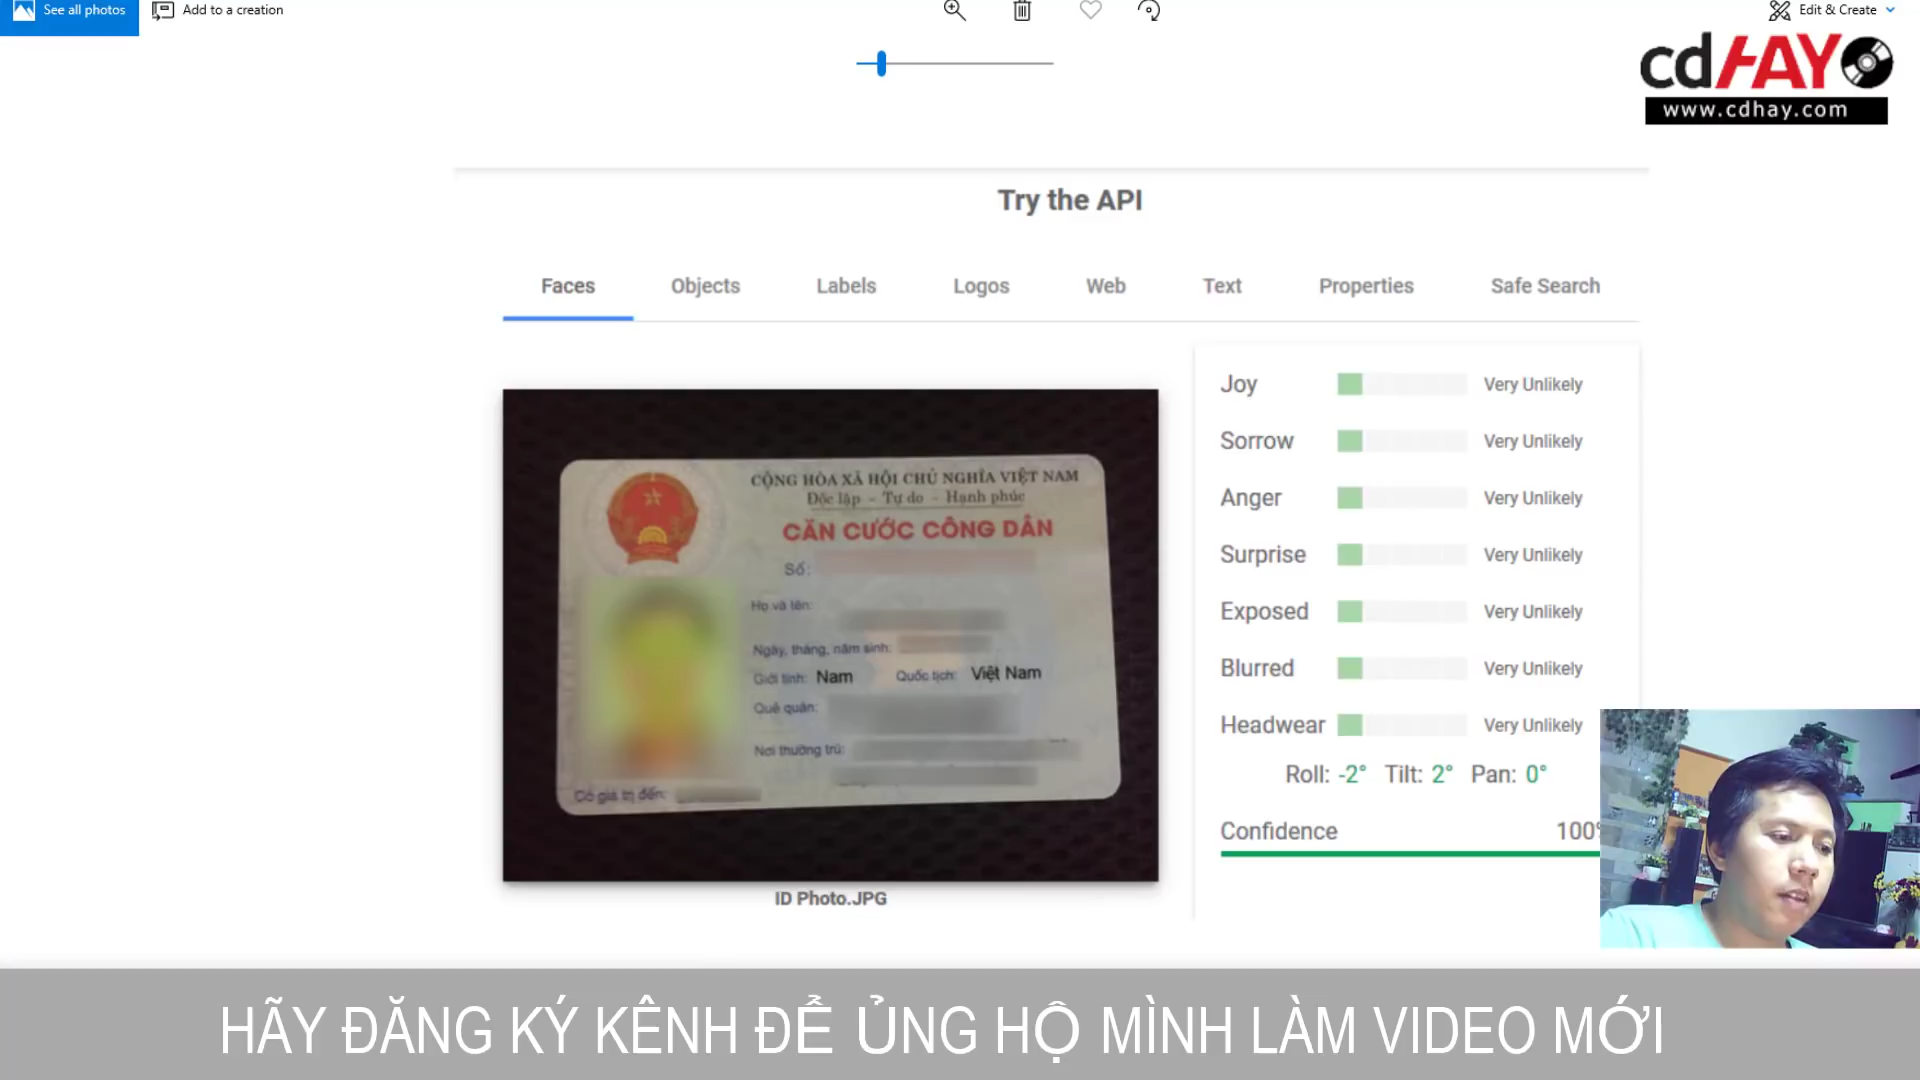 See all photos
Add to a creation
Edit & Create
cdHAY
www.cdhay.com
Try the API
Faces
Objects
Labels
Logos
Web
Text
Properties
Safe Search
CỘNG HÒA XÃ HỘI CHỦ NGHĨA VIỆT NAM
Độc lập - Tự do - Hạnh phúc
CĂN CƯỚC CÔNG DÂN
Số:
Họ và tên:
Ngày, tháng, năm sinh:
Giới tính: Nam Quốc tịch: Việt Nam
Quê quán:
Nơi thường trú:
Có giá trị đến:
ID Photo.JPG
Joy Very Unlikely
Sorrow Very Unlikely
Anger Very Unlikely
Surprise Very Unlikely
Exposed Very Unlikely
Blurred Very Unlikely
Headwear Very Unlikely
Roll: -2° Tilt: 2° Pan: 0°
Confidence 100%
HÃY ĐĂNG KÝ KÊNH ĐỂ ỦNG HỘ MÌNH LÀM VIDEO MỚI